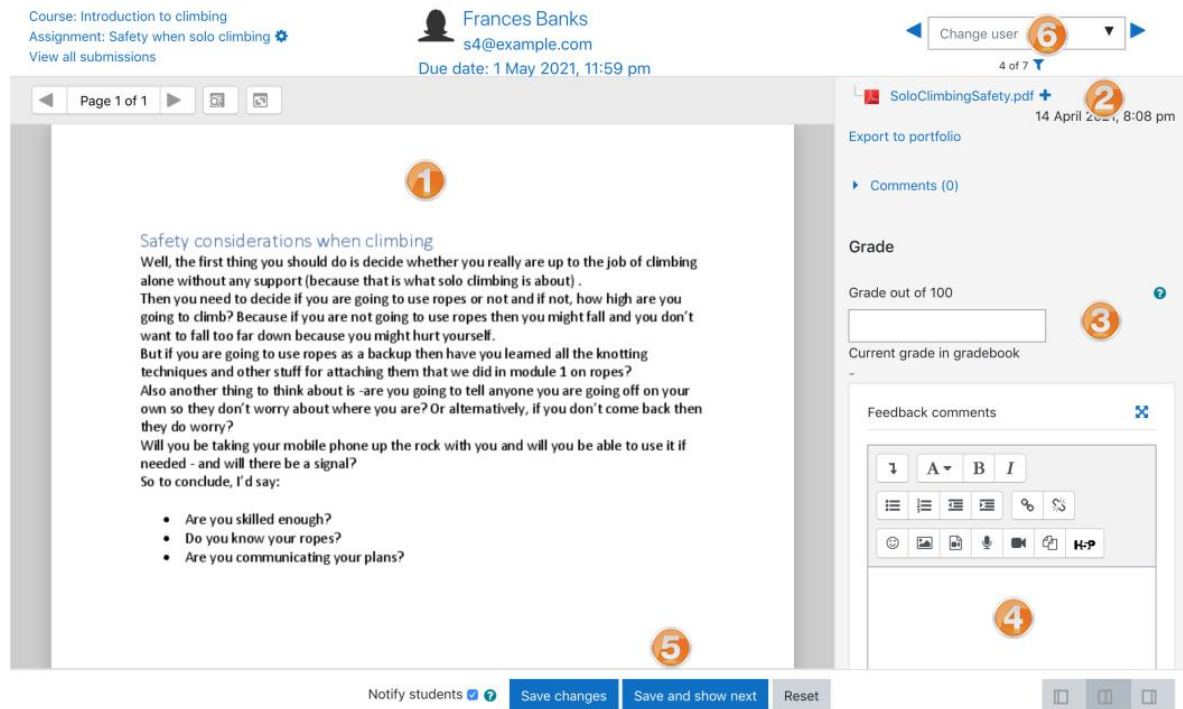 Course: Introduction to climbing
Assignment: Safety when solo climbing
View all submissions
Frances Banks
s4@example.com
Due date: 1 May 2021, 11:59 pm
Change user
6
4 of 7
Page 1 of 1
SoloClimbingSafety.pdf
2
14 April 2021, 8:08 pm
Export to portfolio
Comments (0)
1
Safety considerations when climbing
Well, the first thing you should do is decide whether you really are up to the job of climbing
alone without any support (because that is what solo climbing is about) .
Then you need to decide if you are going to use ropes or not and if not, how high are you
going to climb? Because if you are not going to use ropes then you might fall and you don't
want to fall too far down because you might hurt yourself.
But if you are going to use ropes as a backup then have you learned all the knotting
techniques and other stuff for attaching them that we did in module 1 on ropes?
Also another thing to think about is -are you going to tell anyone you are going off on your
own so they don't worry about where you are? Or alternatively, if you don't come back then
they do worry?
Will you be taking your mobile phone up the rock with you and will you be able to use it if
needed - and will there be a signal?
So to conclude, I'd say:
• Are you skilled enough?
• Do you know your ropes?
• Are you communicating your plans?
Grade
Grade out of 100
3
Current grade in gradebook
-
Feedback comments
A B I
H-P
4
5
Notify students
Save changes
Save and show next
Reset